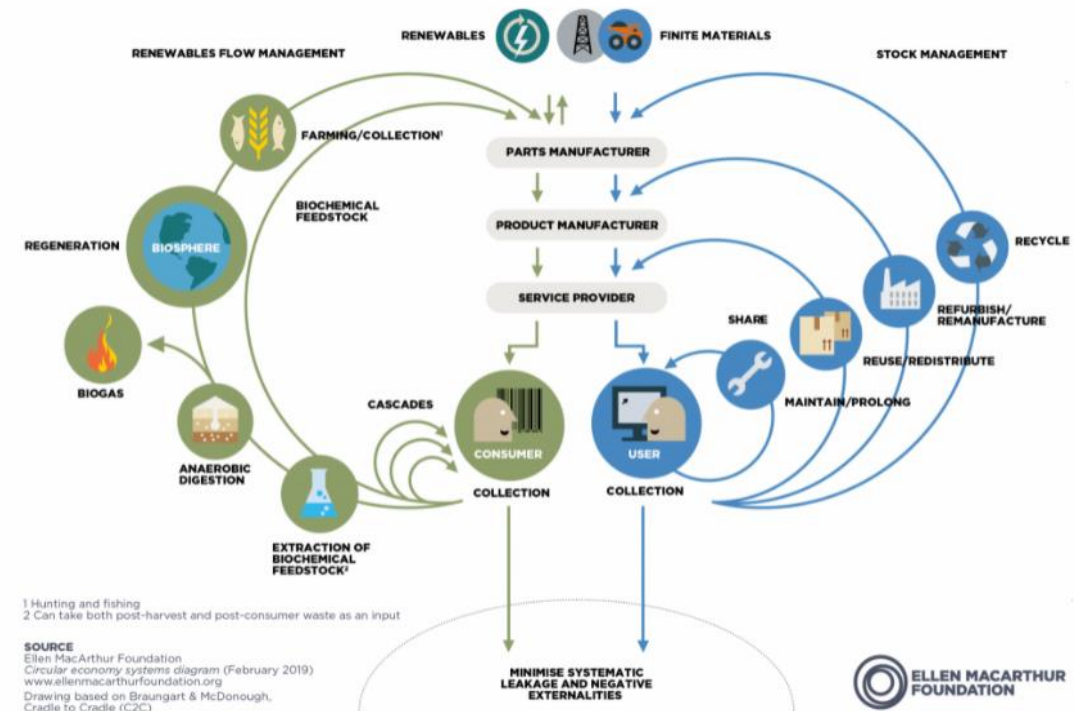 RENEWABLES
FINITE MATERIALS
RENEWABLES FLOW MANAGEMENT
STOCK MANAGEMENT
FARMING/COLLECTION¹
PARTS MANUFACTURER
BIOCHEMICAL
FEEDSTOCK
PRODUCT MANUFACTURER
REGENERATION
BIOSPHERE
RECYCLE
SERVICE PROVIDER
SHARE
REFURBISH/
REMANUFACTURE
REUSE/REDISTRIBUTE
BIOGAS
MAINTAIN/PROLONG
CASCADES
CONSUMER
USER
ANAEROBIC
DIGESTION
COLLECTION
COLLECTION
EXTRACTION OF
BIOCHEMICAL
FEEDSTOCK²
1 Hunting and fishing
2 Can take both post-harvest and post-consumer waste as an input
SOURCE
Ellen MacArthur Foundation
Circular economy systems diagram (February 2019)
www.ellenmacarthurfoundation.org
Drawing based on Braungart & McDonough,
Cradle to Cradle (C2C)
MINIMISE SYSTEMATIC
LEAKAGE AND NEGATIVE
EXTERNALITIES
ELLEN MACARTHUR
FOUNDATION